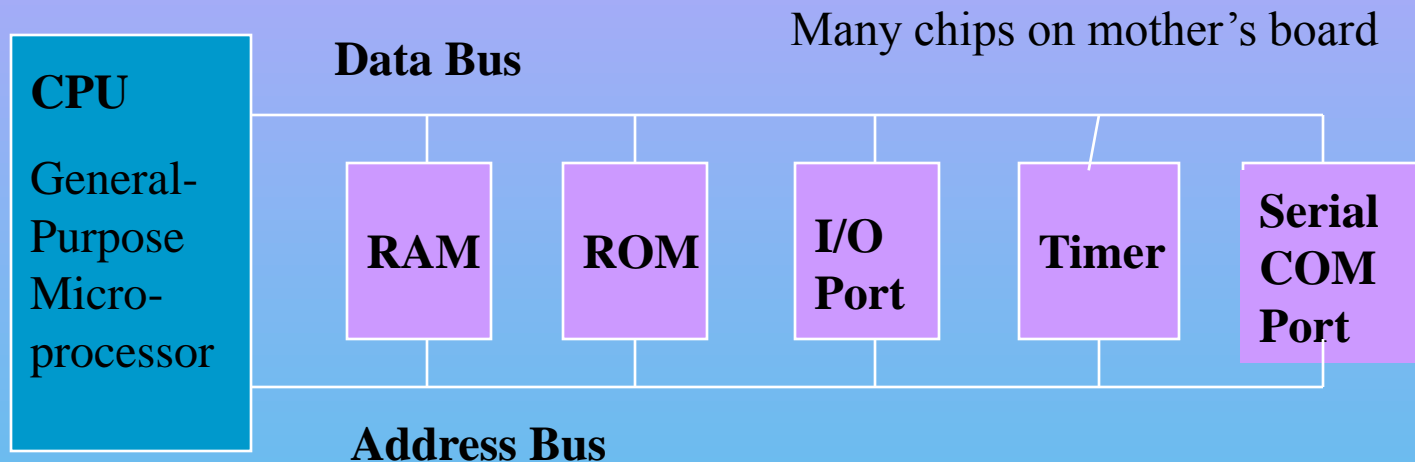 Many chips on mother’s board
Data Bus
CPU
General-
Purpose
Micro-
processor
RAM
ROM
I/O
Port
Timer
Serial
COM
Port
Address Bus